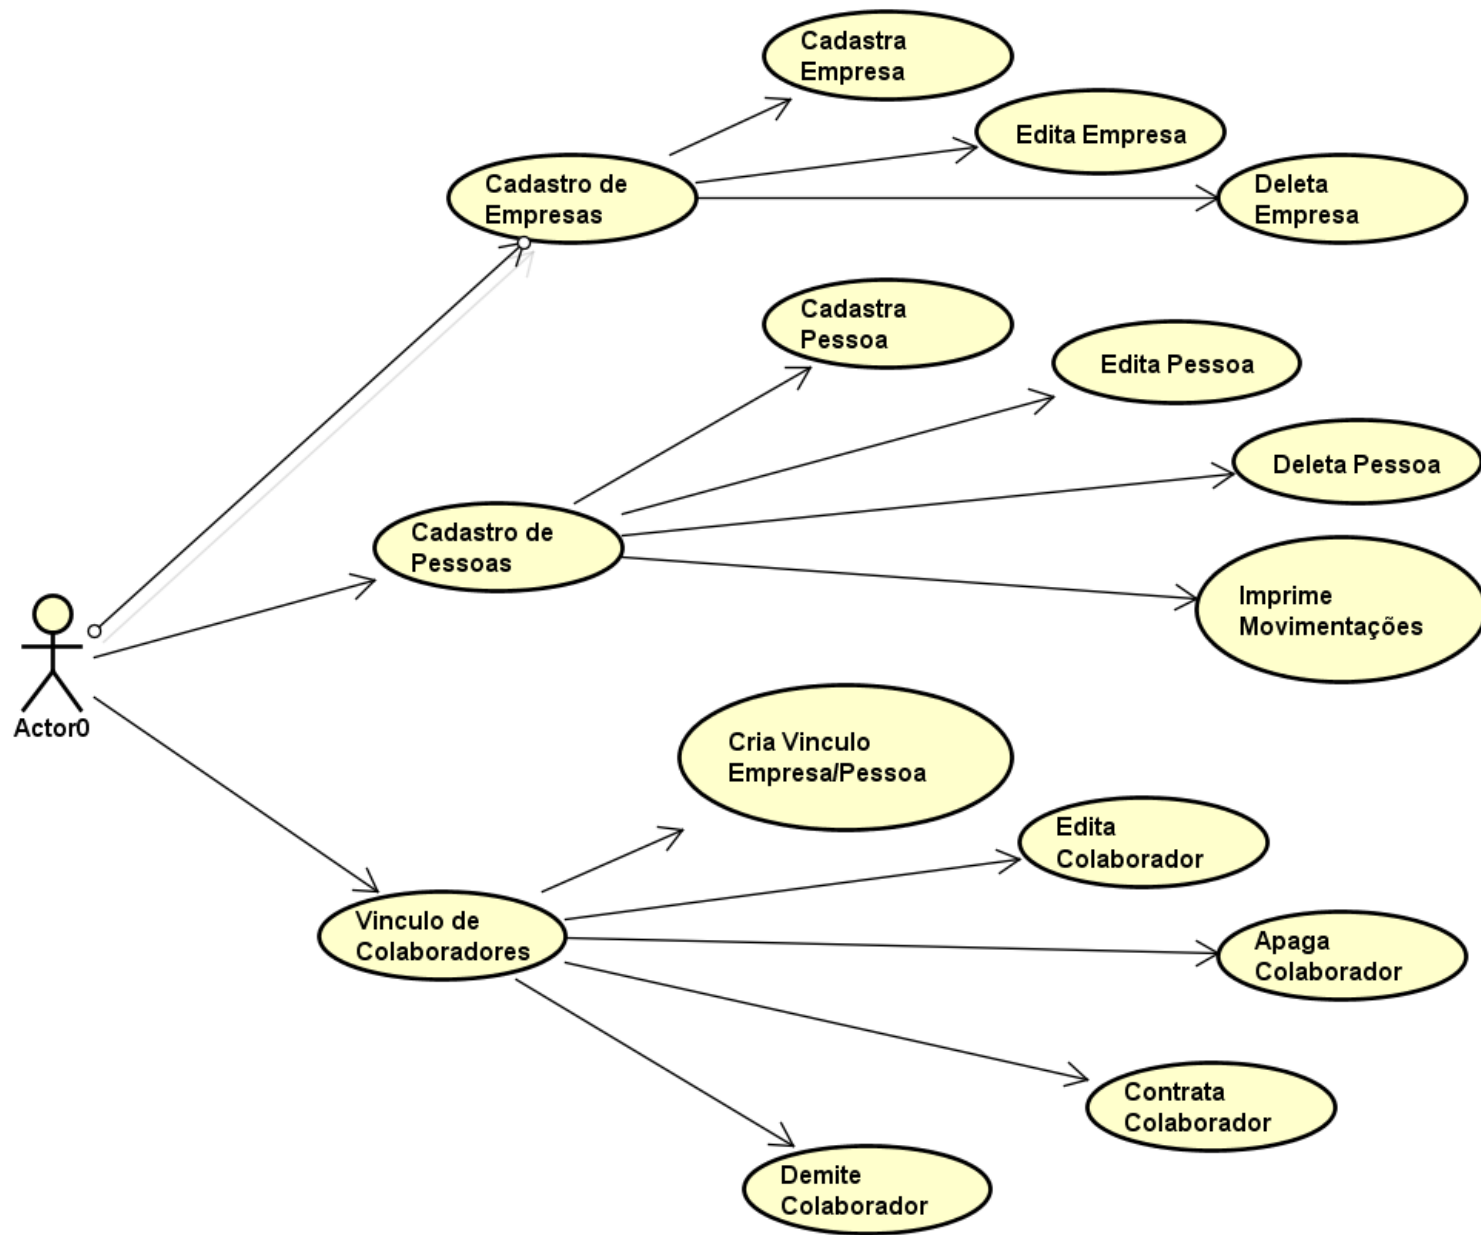 Cadastra
Empresa
Edita Empresa
Cadastro de
Empresas
Deleta
Empresa
Cadastra
Pessoa
Edita Pessoa
Deleta Pessoa
Cadastro de
Pessoas
Imprime
Movimentações
Actor0
Cria Vinculo
Empresa/Pessoa
Edita
Colaborador
Vinculo de
Colaboradores
Apaga
Colaborador
Contrata
Colaborador
Demite
Colaborador